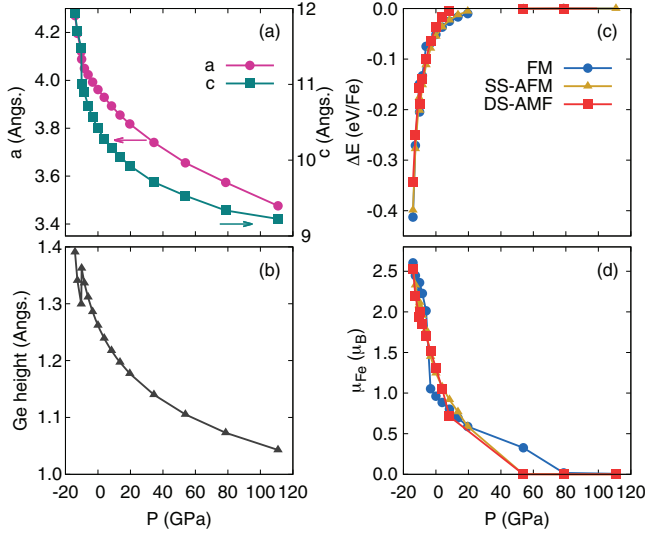 4.2
4.0
3.8
3.6
3.4
a (Angs.)
(a)
a
c
12
11
10
9
c (Angs.)
0.0
-0.1
-0.2
-0.3
-0.4
ΔE (eV/Fe)
(c)
FM
SS-AFM
DS-AMF
1.4
1.3
1.2
1.1
1.0
Ge height (Angs.)
(b)
-20 0 20 40 60 80 100 120
P (GPa)
2.5
2.0
1.5
1.0
0.5
0.0
μFe (μB)
(d)
-20 0 20 40 60 80 100 120
P (GPa)